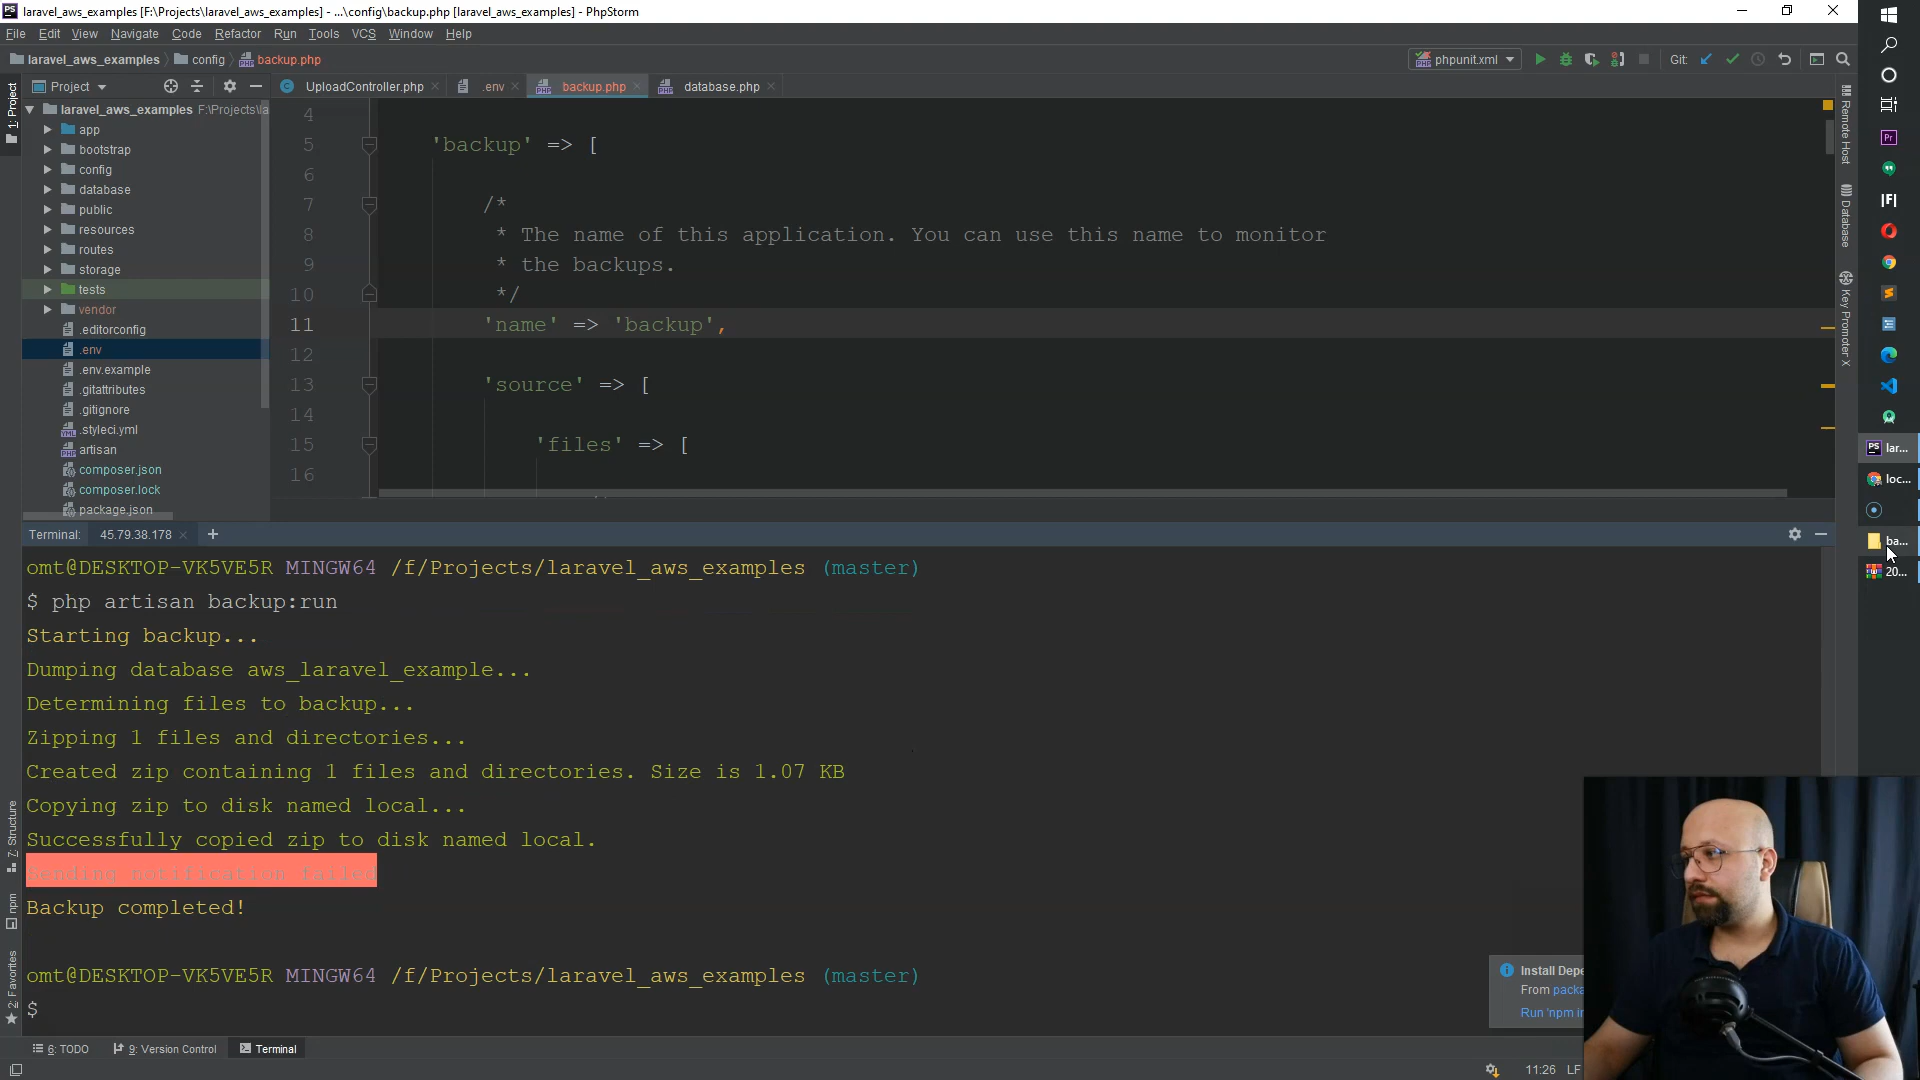 laravel_aws_examples [F:\Projects\laravel_aws_examples] - ...\config\backup.php [laravel_aws_examples] - PhpStorm
File Edit View Navigate Code Refactor Run Tools VCS Window Help
laravel_aws_examples config backup.php
phpunit.xml
Git:
Project
UploadController.php
.env
backup.php
database.php
1: Project
laravel_aws_examples F:\Projects\la
app
bootstrap
config
database
public
resources
routes
storage
tests
vendor
.editorconfig
.env
.env.example
.gitattributes
.gitignore
.styleci.yml
artisan
composer.json
composer.lock
package.json
4
5 'backup' => [
6
7 /*
8 * The name of this application. You can use this name to monitor
9 * the backups.
10 */
11 'name' => 'backup',
12
13 'source' => [
14
15 'files' => [
16
Remote Host
Database
Key Promoter X
lar...
loc...
ba...
20...
Terminal: 45.79.38.178
omt@DESKTOP-VK5VE5R MINGW64 /f/Projects/laravel_aws_examples (master)
$ php artisan backup:run
Starting backup...
Dumping database aws_laravel_example...
Determining files to backup...
Zipping 1 files and directories...
Created zip containing 1 files and directories. Size is 1.07 KB
Copying zip to disk named local...
Successfully copied zip to disk named local.
Sending notification failed
Backup completed!
omt@DESKTOP-VK5VE5R MINGW64 /f/Projects/laravel_aws_examples (master)
$
7: Structure
npm
2: Favorites
Install Depe
From packa
Run 'npm in
6: TODO
9: Version Control
Terminal
11:26 LF